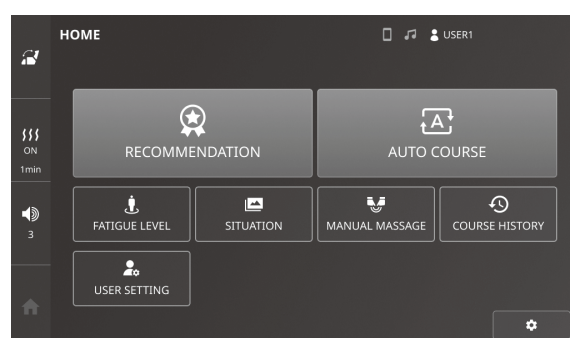 HOME
USER1
ON
1min
3
RECOMMENDATION
A
AUTO COURSE
FATIGUE LEVEL
SITUATION
MANUAL MASSAGE
COURSE HISTORY
USER SETTING